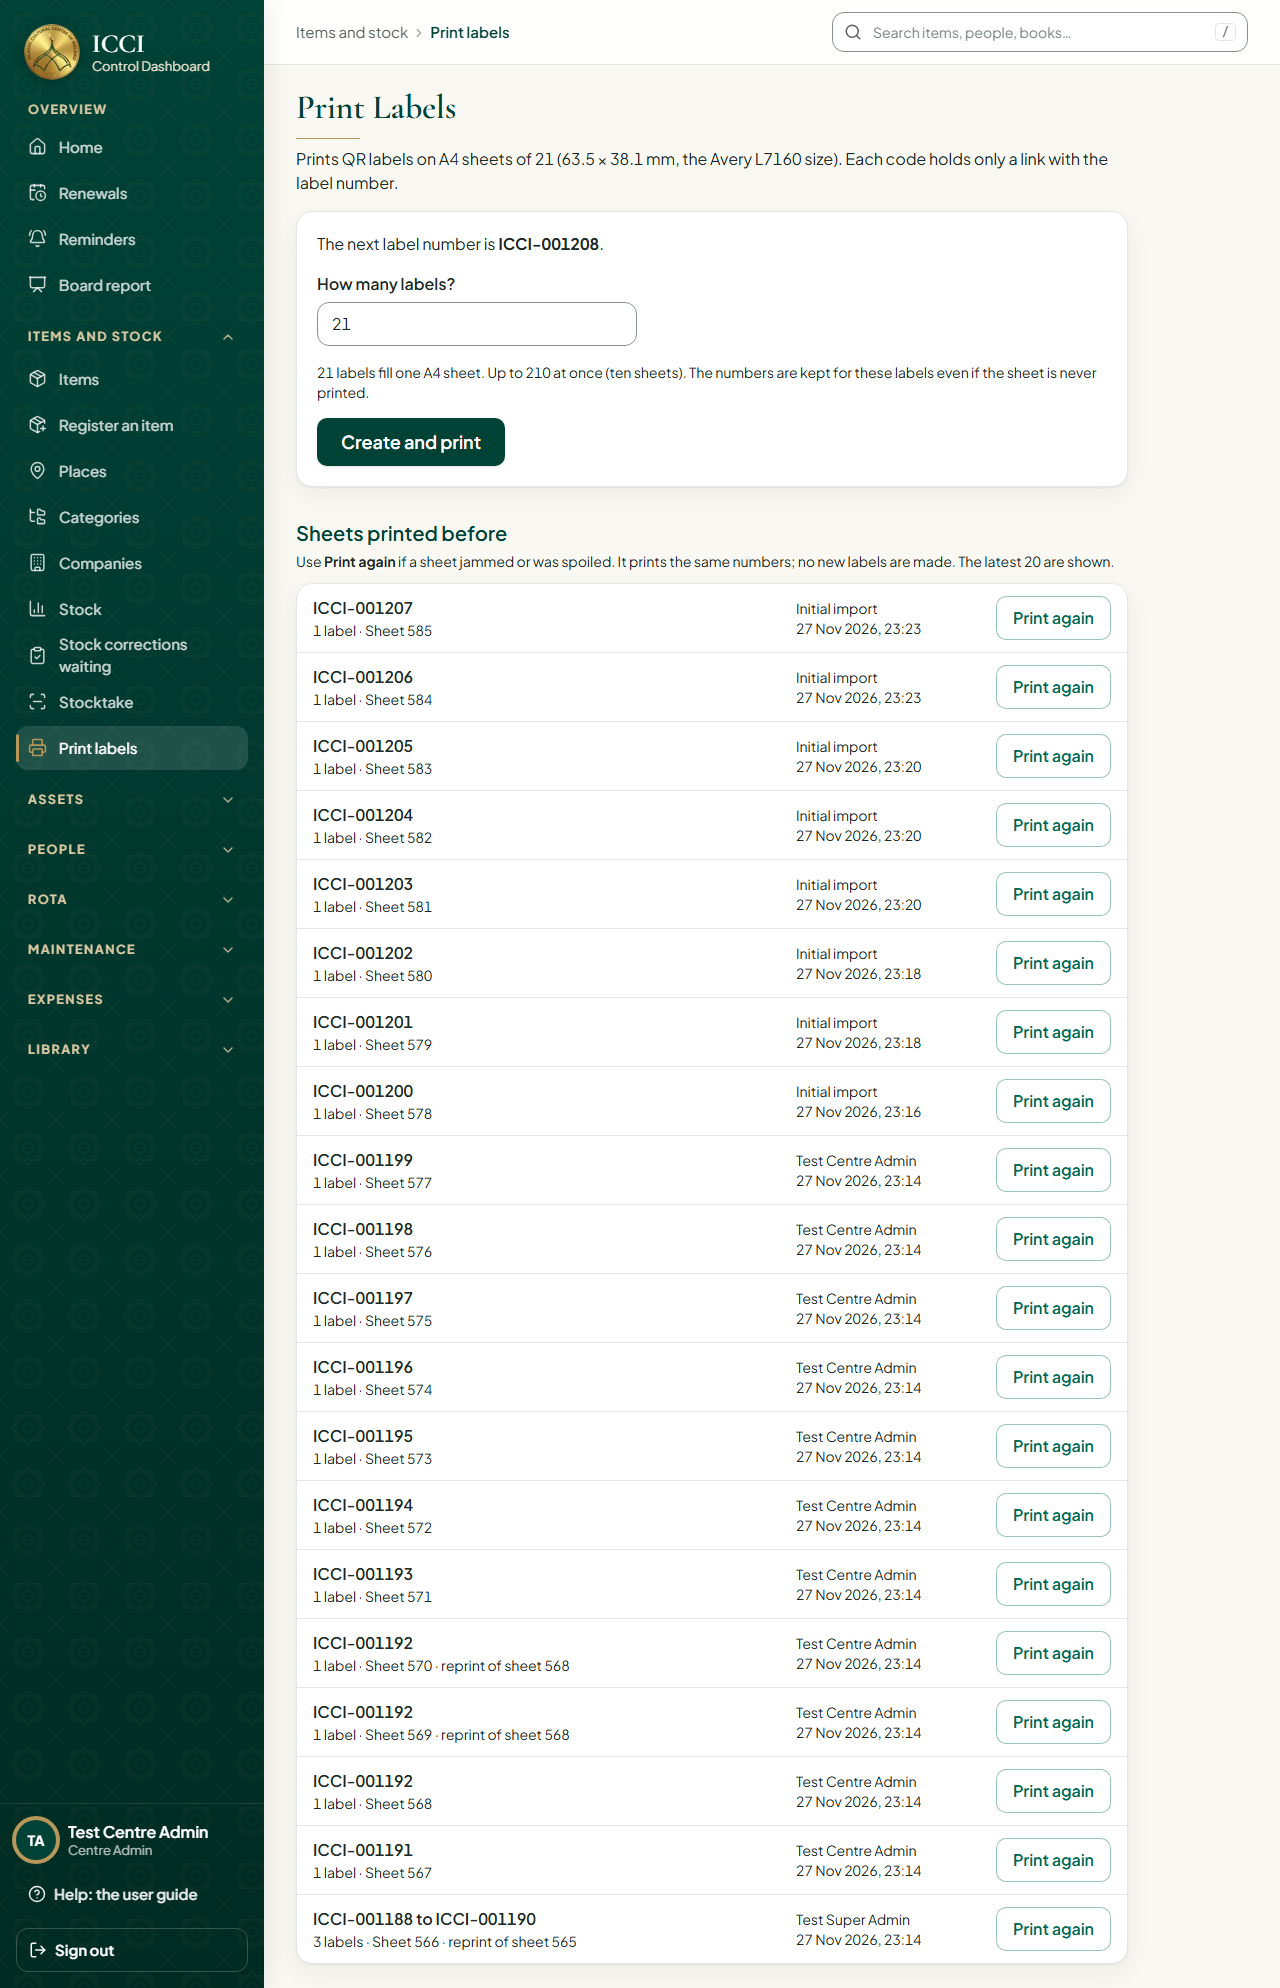 ICCI
Control Dashboard
OVERVIEW
Home
Renewals
Reminders
Board report
ITEMS AND STOCK
Items
Register an item
Places
Categories
Companies
Stock
Stock corrections
waiting
Stocktake
Print labels
ASSETS
PEOPLE
ROTA
MAINTENANCE
EXPENSES
LIBRARY
TA
Test Centre Admin
Centre Admin
Help: the user guide
Sign out
Items and stock › Print labels
Search items, people, books... /
Print Labels
Prints QR labels on A4 sheets of 21 (63.5 × 38.1 mm, the Avery L7160 size). Each code holds only a link with the
label number.
The next label number is ICCI-001208.
How many labels?
21
21 labels fill one A4 sheet. Up to 210 at once (ten sheets). The numbers are kept for these labels even if the sheet is never
printed.
Create and print
Sheets printed before
Use Print again if a sheet jammed or was spoiled. It prints the same numbers; no new labels are made. The latest 20 are shown.
ICCI-001207
1 label · Sheet 585
Initial import
27 Nov 2026, 23:23
Print again
ICCI-001206
1 label · Sheet 584
Initial import
27 Nov 2026, 23:23
Print again
ICCI-001205
1 label · Sheet 583
Initial import
27 Nov 2026, 23:20
Print again
ICCI-001204
1 label · Sheet 582
Initial import
27 Nov 2026, 23:20
Print again
ICCI-001203
1 label · Sheet 581
Initial import
27 Nov 2026, 23:20
Print again
ICCI-001202
1 label · Sheet 580
Initial import
27 Nov 2026, 23:18
Print again
ICCI-001201
1 label · Sheet 579
Initial import
27 Nov 2026, 23:18
Print again
ICCI-001200
1 label · Sheet 578
Initial import
27 Nov 2026, 23:16
Print again
ICCI-001199
1 label · Sheet 577
Test Centre Admin
27 Nov 2026, 23:14
Print again
ICCI-001198
1 label · Sheet 576
Test Centre Admin
27 Nov 2026, 23:14
Print again
ICCI-001197
1 label · Sheet 575
Test Centre Admin
27 Nov 2026, 23:14
Print again
ICCI-001196
1 label · Sheet 574
Test Centre Admin
27 Nov 2026, 23:14
Print again
ICCI-001195
1 label · Sheet 573
Test Centre Admin
27 Nov 2026, 23:14
Print again
ICCI-001194
1 label · Sheet 572
Test Centre Admin
27 Nov 2026, 23:14
Print again
ICCI-001193
1 label · Sheet 571
Test Centre Admin
27 Nov 2026, 23:14
Print again
ICCI-001192
1 label · Sheet 570 · reprint of sheet 568
Test Centre Admin
27 Nov 2026, 23:14
Print again
ICCI-001192
1 label · Sheet 569 · reprint of sheet 568
Test Centre Admin
27 Nov 2026, 23:14
Print again
ICCI-001192
1 label · Sheet 568
Test Centre Admin
27 Nov 2026, 23:14
Print again
ICCI-001191
1 label · Sheet 567
Test Centre Admin
27 Nov 2026, 23:14
Print again
ICCI-001188 to ICCI-001190
3 labels · Sheet 566 · reprint of sheet 565
Test Super Admin
27 Nov 2026, 23:14
Print again